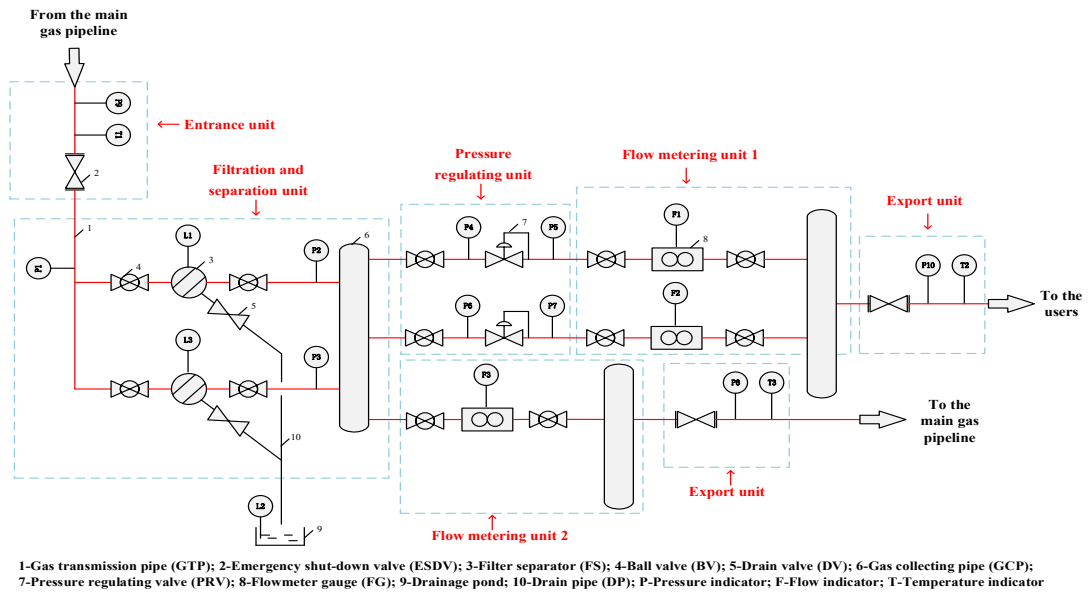 From the main
gas pipeline
Entrance unit
2
Filtration and
separation unit
Pressure
regulating unit
Flow metering unit 1
Export unit
1
L1
4
3
P2
6
P4
7
P5
F1
8
P10
T2
5
To the
users
L3
P3
P6
P7
F2
F3
P8
T3
To the
main gas
pipeline
10
L2
9
Export unit
Flow metering unit 2
1-Gas transmission pipe (GTP); 2-Emergency shut-down valve (ESDV); 3-Filter separator (FS); 4-Ball valve (BV); 5-Drain valve (DV); 6-Gas collecting pipe (GCP);
7-Pressure regulating valve (PRV); 8-Flowmeter gauge (FG); 9-Drainage pond; 10-Drain pipe (DP); P-Pressure indicator; F-Flow indicator; T-Temperature indicator